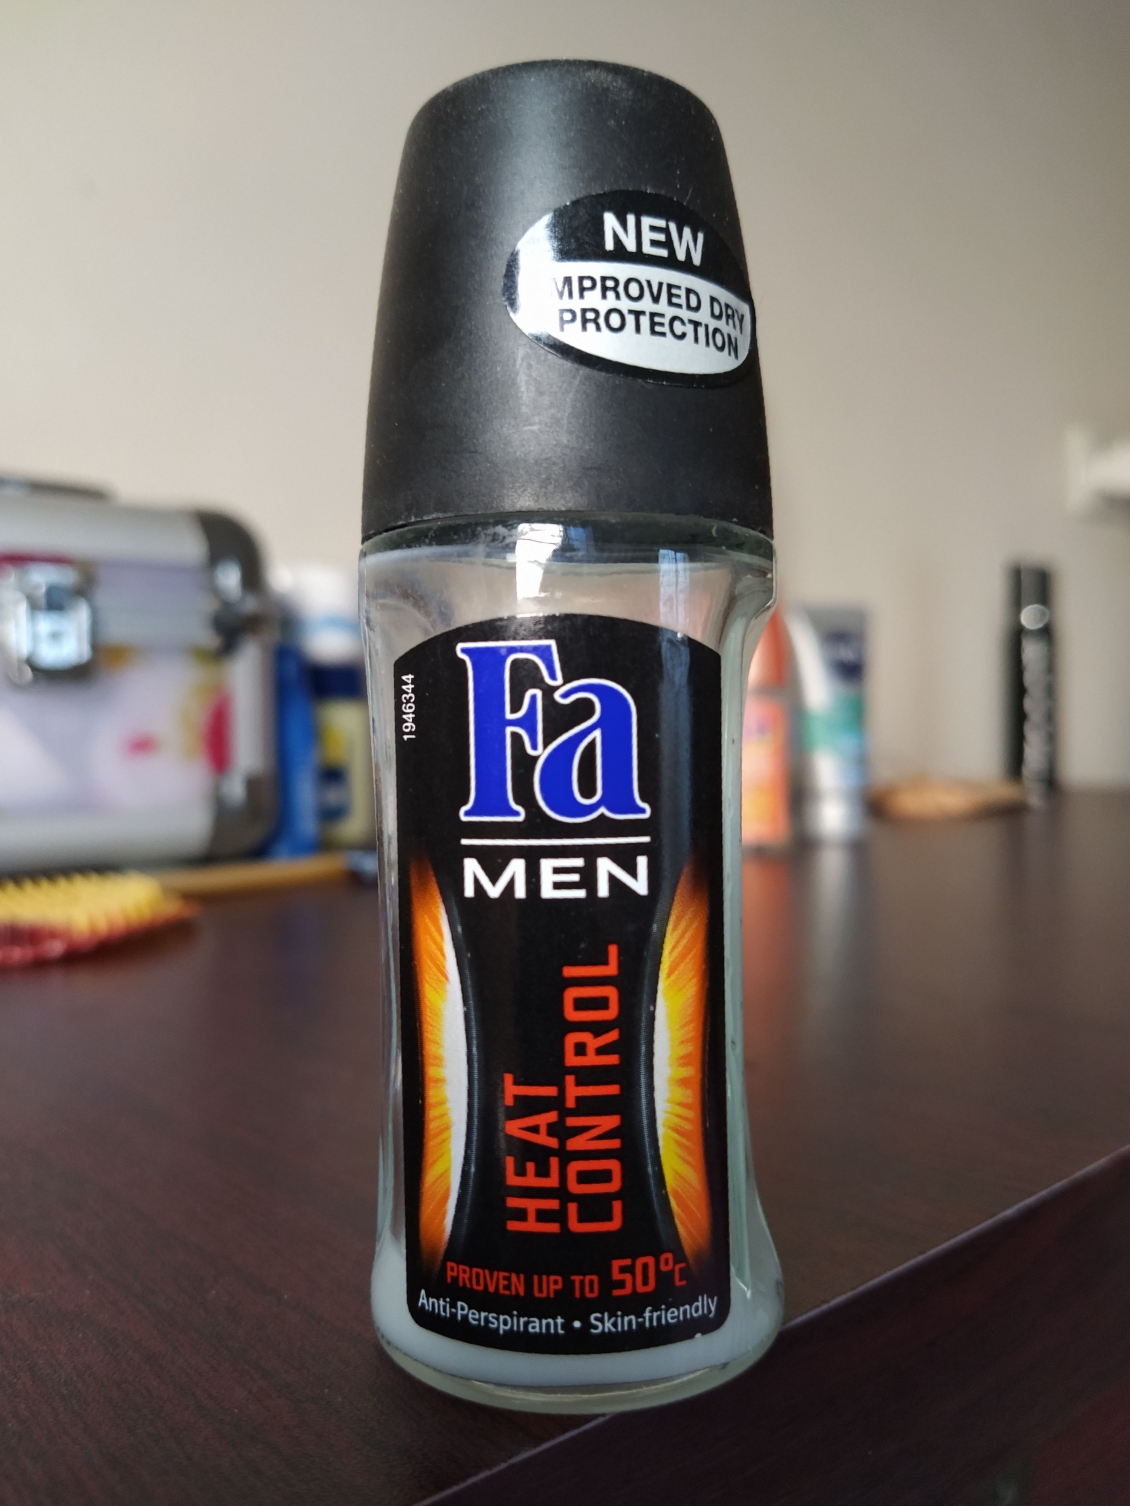 NEW
MPROVED DRY
PROTECTION
1946344
Fa
MEN
HEAT
CONTROL
PROVEN UP TO 50°C
Anti-Perspirant • Skin-friendly